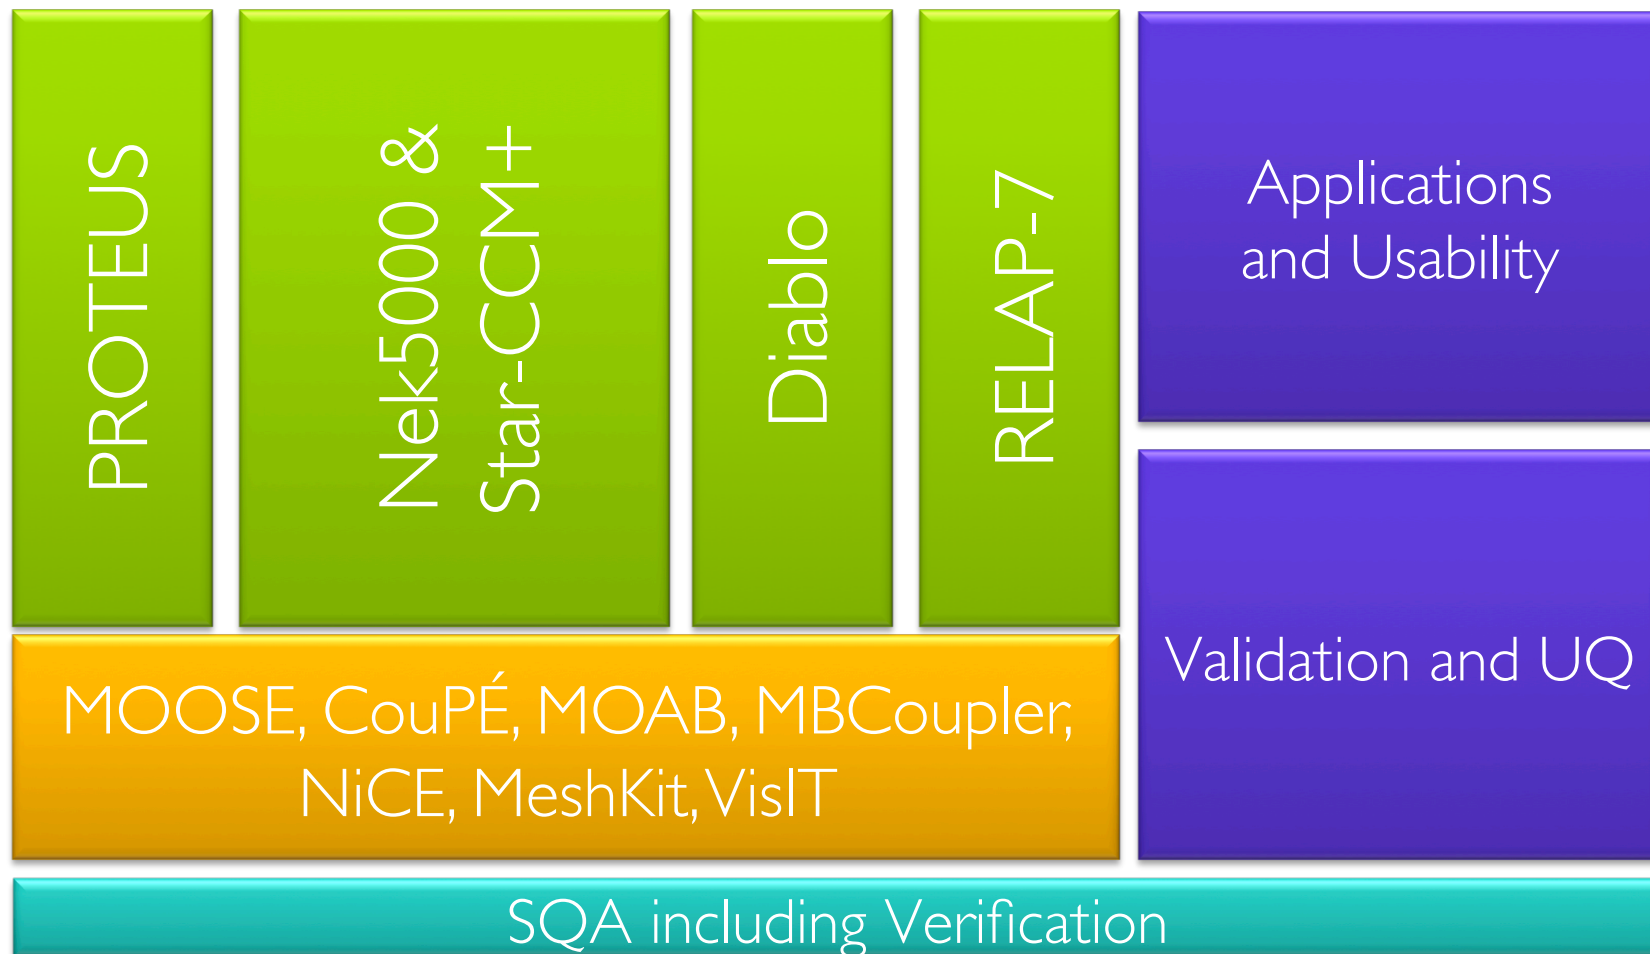 PROTEUS
Nek5000 &
Star-CCM+
Diablo
RELAP-7
Applications
and Usability
Validation and UQ
MOOSE, CouPÉ, MOAB, MBCoupler,
NiCE, MeshKit, VisIT
SQA including Verification